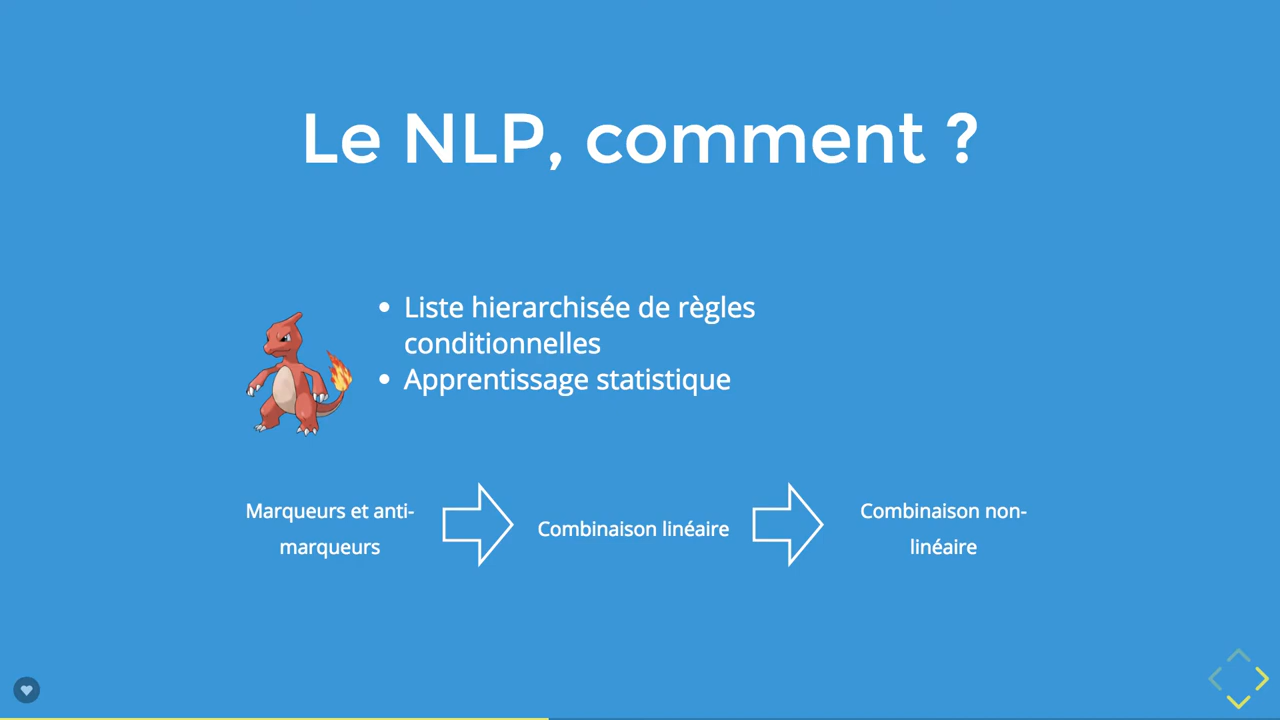 Le NLP, comment ?
• Liste hierarchisée de règles
conditionnelles
• Apprentissage statistique
Marqueurs et anti-
marqueurs
Combinaison linéaire
Combinaison non-
linéaire